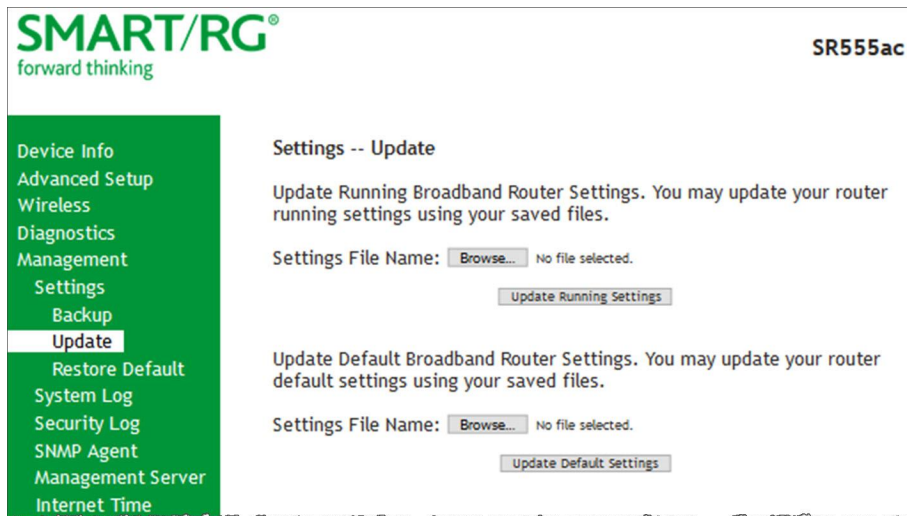 SMART/RG®
forward thinking
SR555ac
Device Info
Advanced Setup
Wireless
Diagnostics
Management
Settings
Backup
Update
Restore Default
System Log
Security Log
SNMP Agent
Management Server
Internet Time
Settings -- Update
Update Running Broadband Router Settings. You may update your router
running settings using your saved files.
Settings File Name: Browse... No file selected.
Update Running Settings
Update Default Broadband Router Settings. You may update your router
default settings using your saved files.
Settings File Name: Browse... No file selected.
Update Default Settings